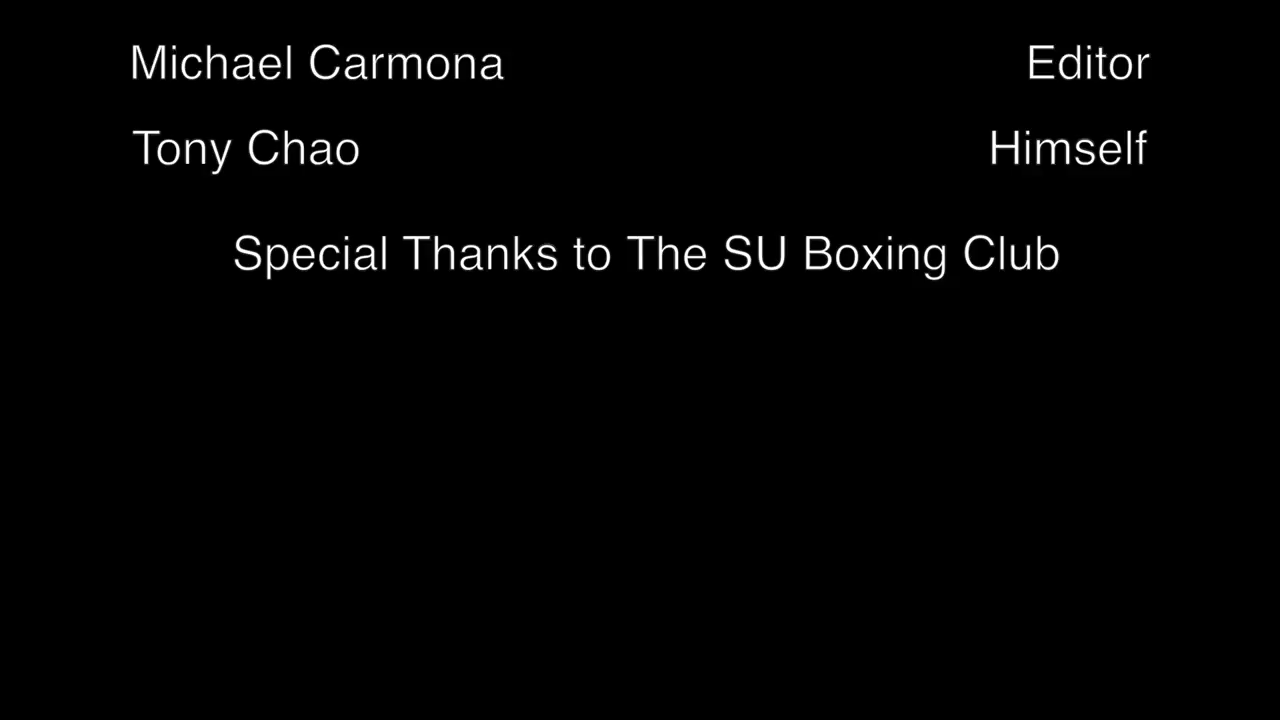 Michael Carmona Editor
Tony Chao Himself
Special Thanks to The SU Boxing Club